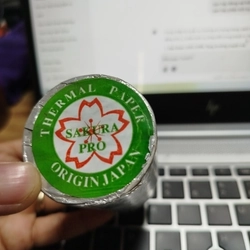 THERMAL PAPER
SAKURA
PRO
ORIGIN JAPAN